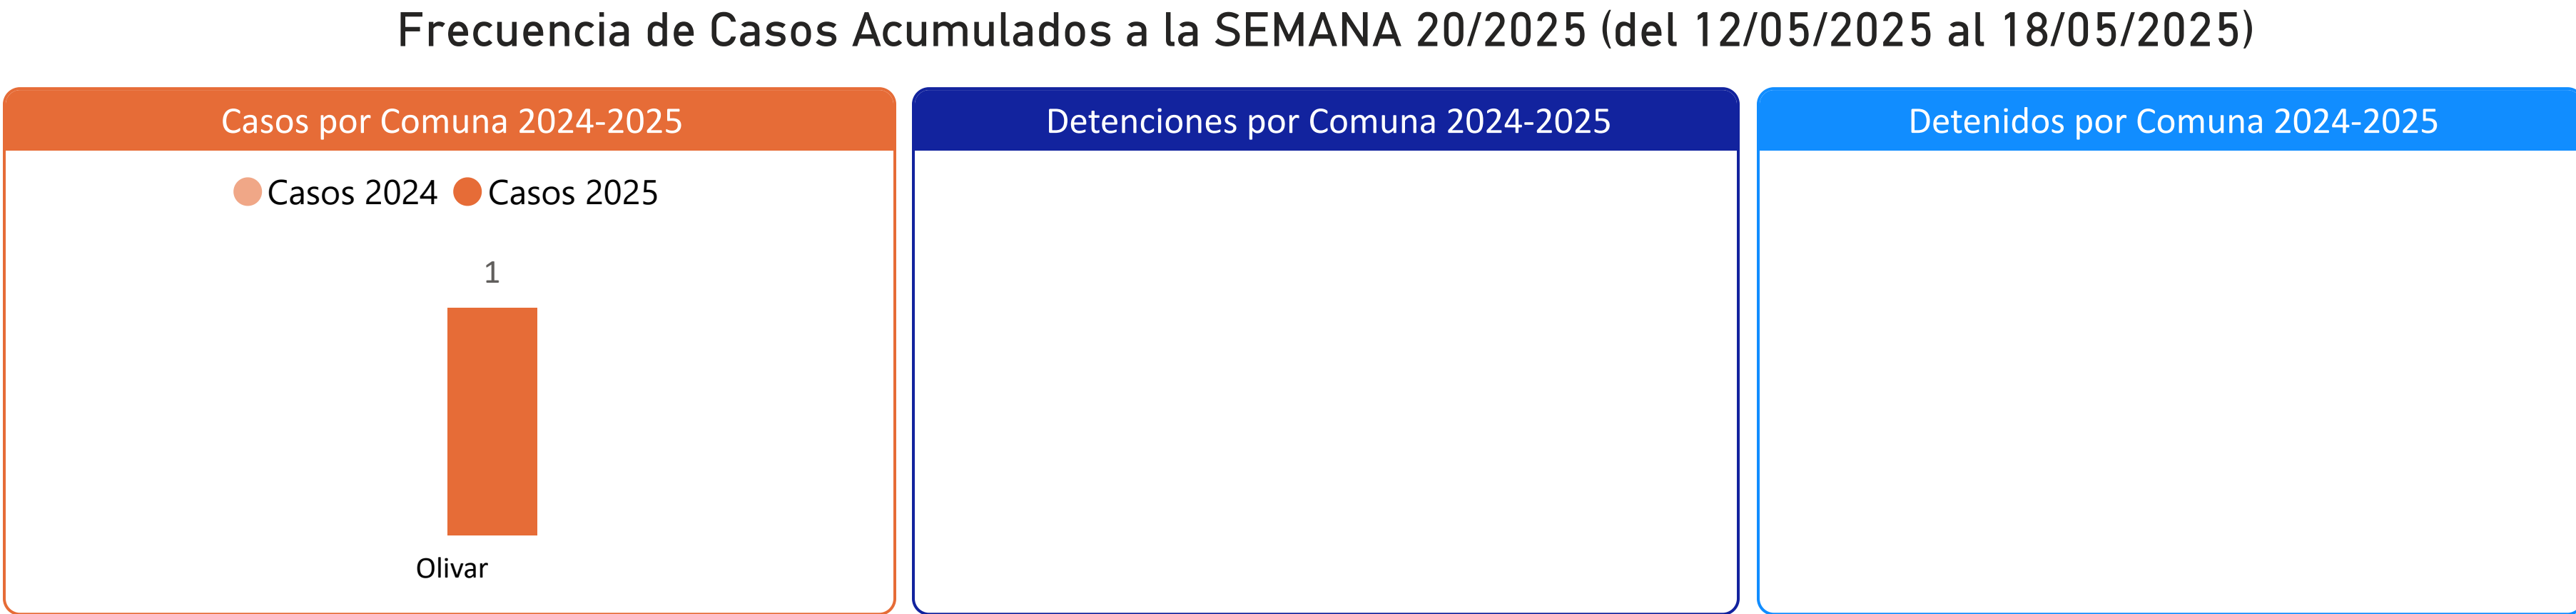 Frecuencia de Casos Acumulados a la SEMANA 20/2025 (del 12/05/2025 al 18/05/2025)
Casos por Comuna 2024-2025
Casos 2024 Casos 2025
1
Olivar
Detenciones por Comuna 2024-2025
Detenidos por Comuna 2024-2025